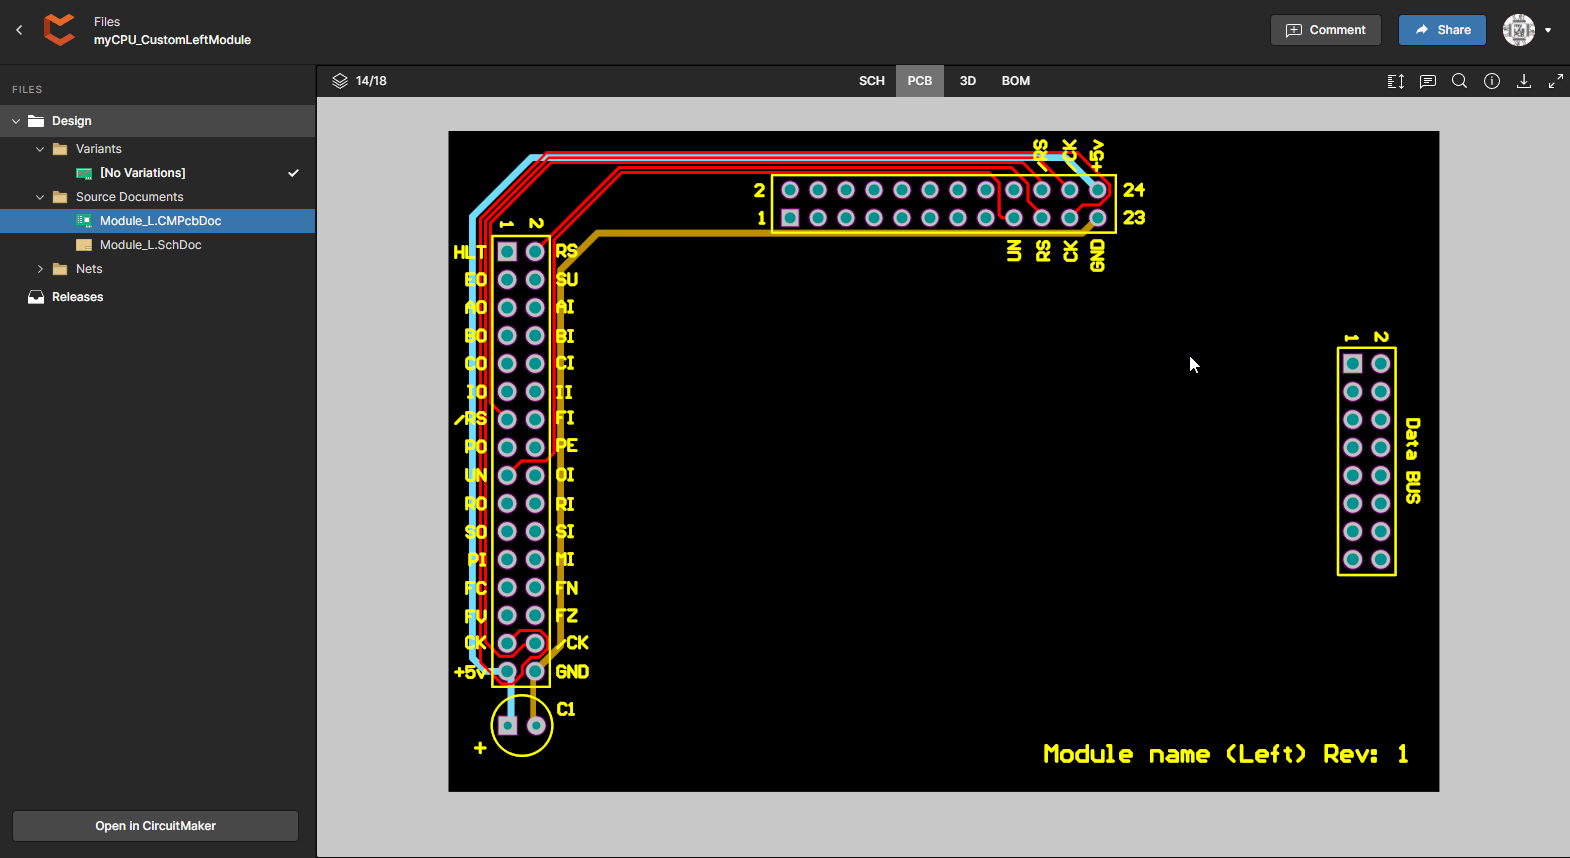 Files
myCPU_CustomLeftModule
Comment
Share
FILES
14/18
SCH PCB 3D BOM
Design
Variants
[No Variations]
Source Documents
Module_L.CMPcbDoc
Module_L.SchDoc
Nets
Releases
Open in CircuitMaker
/RS /CK +5v
2 24
1 23
UN RS CK GND
1 2
HLT RS
EO SU
AO AI
BO BI
CO CI
IO II
/RS FI
PO PE
UN OI
RO RI
SO SI
PI MI
FC FN
FV FZ
CK /CK
+5v GND
C1
+
1 2
Data BUS
Module name (Left) Rev: 1